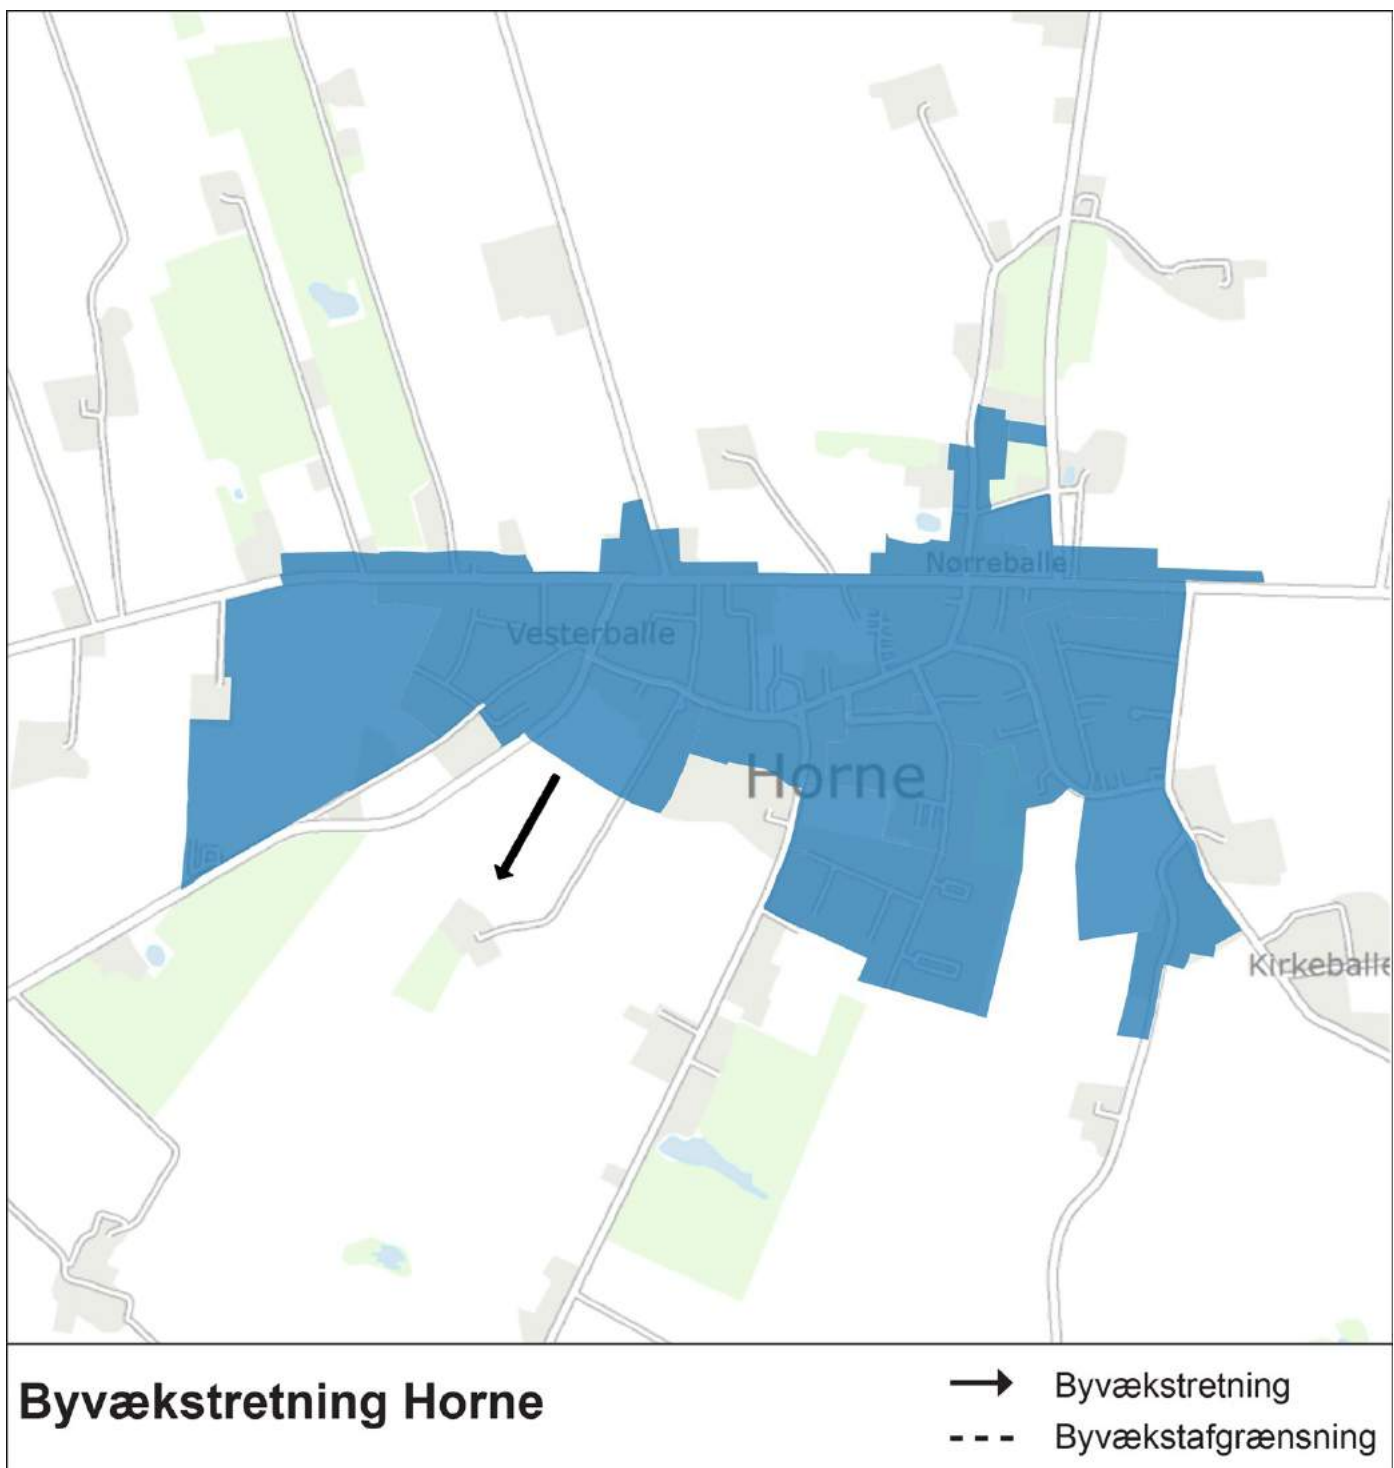 Nørreballe
Vesterballe
Horne
Kirkeballe
Byvækstretning Horne
Byvækstretning
Byvækstafgrænsning